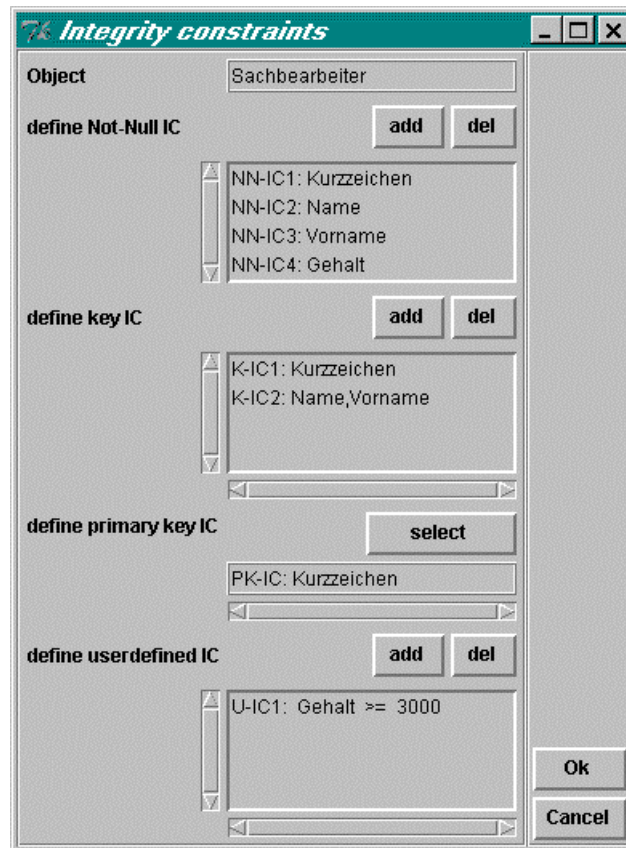 Integrity constraints
Object Sachbearbeiter
define Not-Null IC add del
NN-IC1: Kurzzeichen
NN-IC2: Name
NN-IC3: Vorname
NN-IC4: Gehalt
define key IC add del
K-IC1: Kurzzeichen
K-IC2: Name,Vorname
define primary key IC select
PK-IC: Kurzzeichen
define userdefined IC add del
U-IC1: Gehalt >= 3000
Ok
Cancel